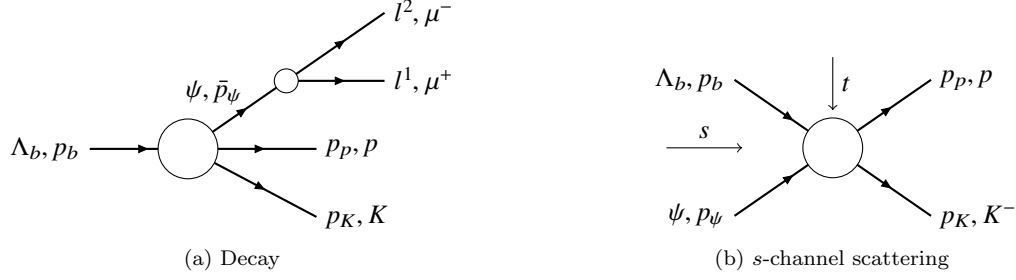 l², μ⁻
l¹, μ⁺
ψ, p̄_ψ
Λ_b, p_b
p_p, p
p_K, K
(a) Decay
Λ_b, p_b
p_p, p
t
s
ψ, p_ψ
p_K, K⁻
(b) s-channel scattering